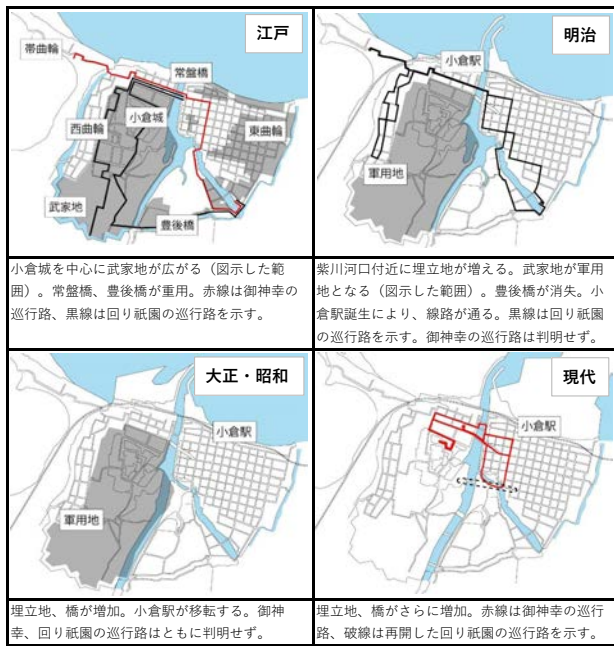 江戸
帯曲輪
常盤橋
小倉城
西曲輪
東曲輪
武家地
豊後橋
小倉城を中心に武家地が広がる（図示した範
囲）。常盤橋、豊後橋が重用。赤線は御神幸の
巡行路、黒線は回り祇園の巡行路を示す。
明治
小倉駅
軍用地
紫川河口付近に埋立地が増える。武家地が軍用
地となる（図示した範囲）。豊後橋が消失。小
倉駅誕生により、線路が通る。黒線は回り祇園
の巡行路を示す。御神幸の巡行路は判明せず。
大正・昭和
小倉駅
軍用地
埋立地、橋が増加。小倉駅が移転する。御神
幸、回り祇園の巡行路はともに判明せず。
現代
小倉駅
埋立地、橋がさらに増加。赤線は御神幸の巡行
路、破線は再開した回り祇園の巡行路を示す。